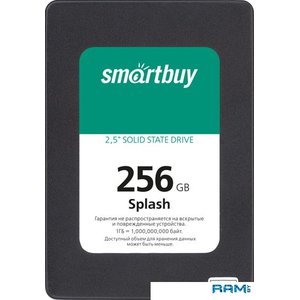 smartbuy
2,5" SOLID STATE DRIVE
256 GB
Splash
Гарантия не распространяется на вскрытые
и поврежденные устройства.
1ГБ = 1,000,000,000 байт.
Доступный объем для хранения данных
может быть меньше.
RAM.BY